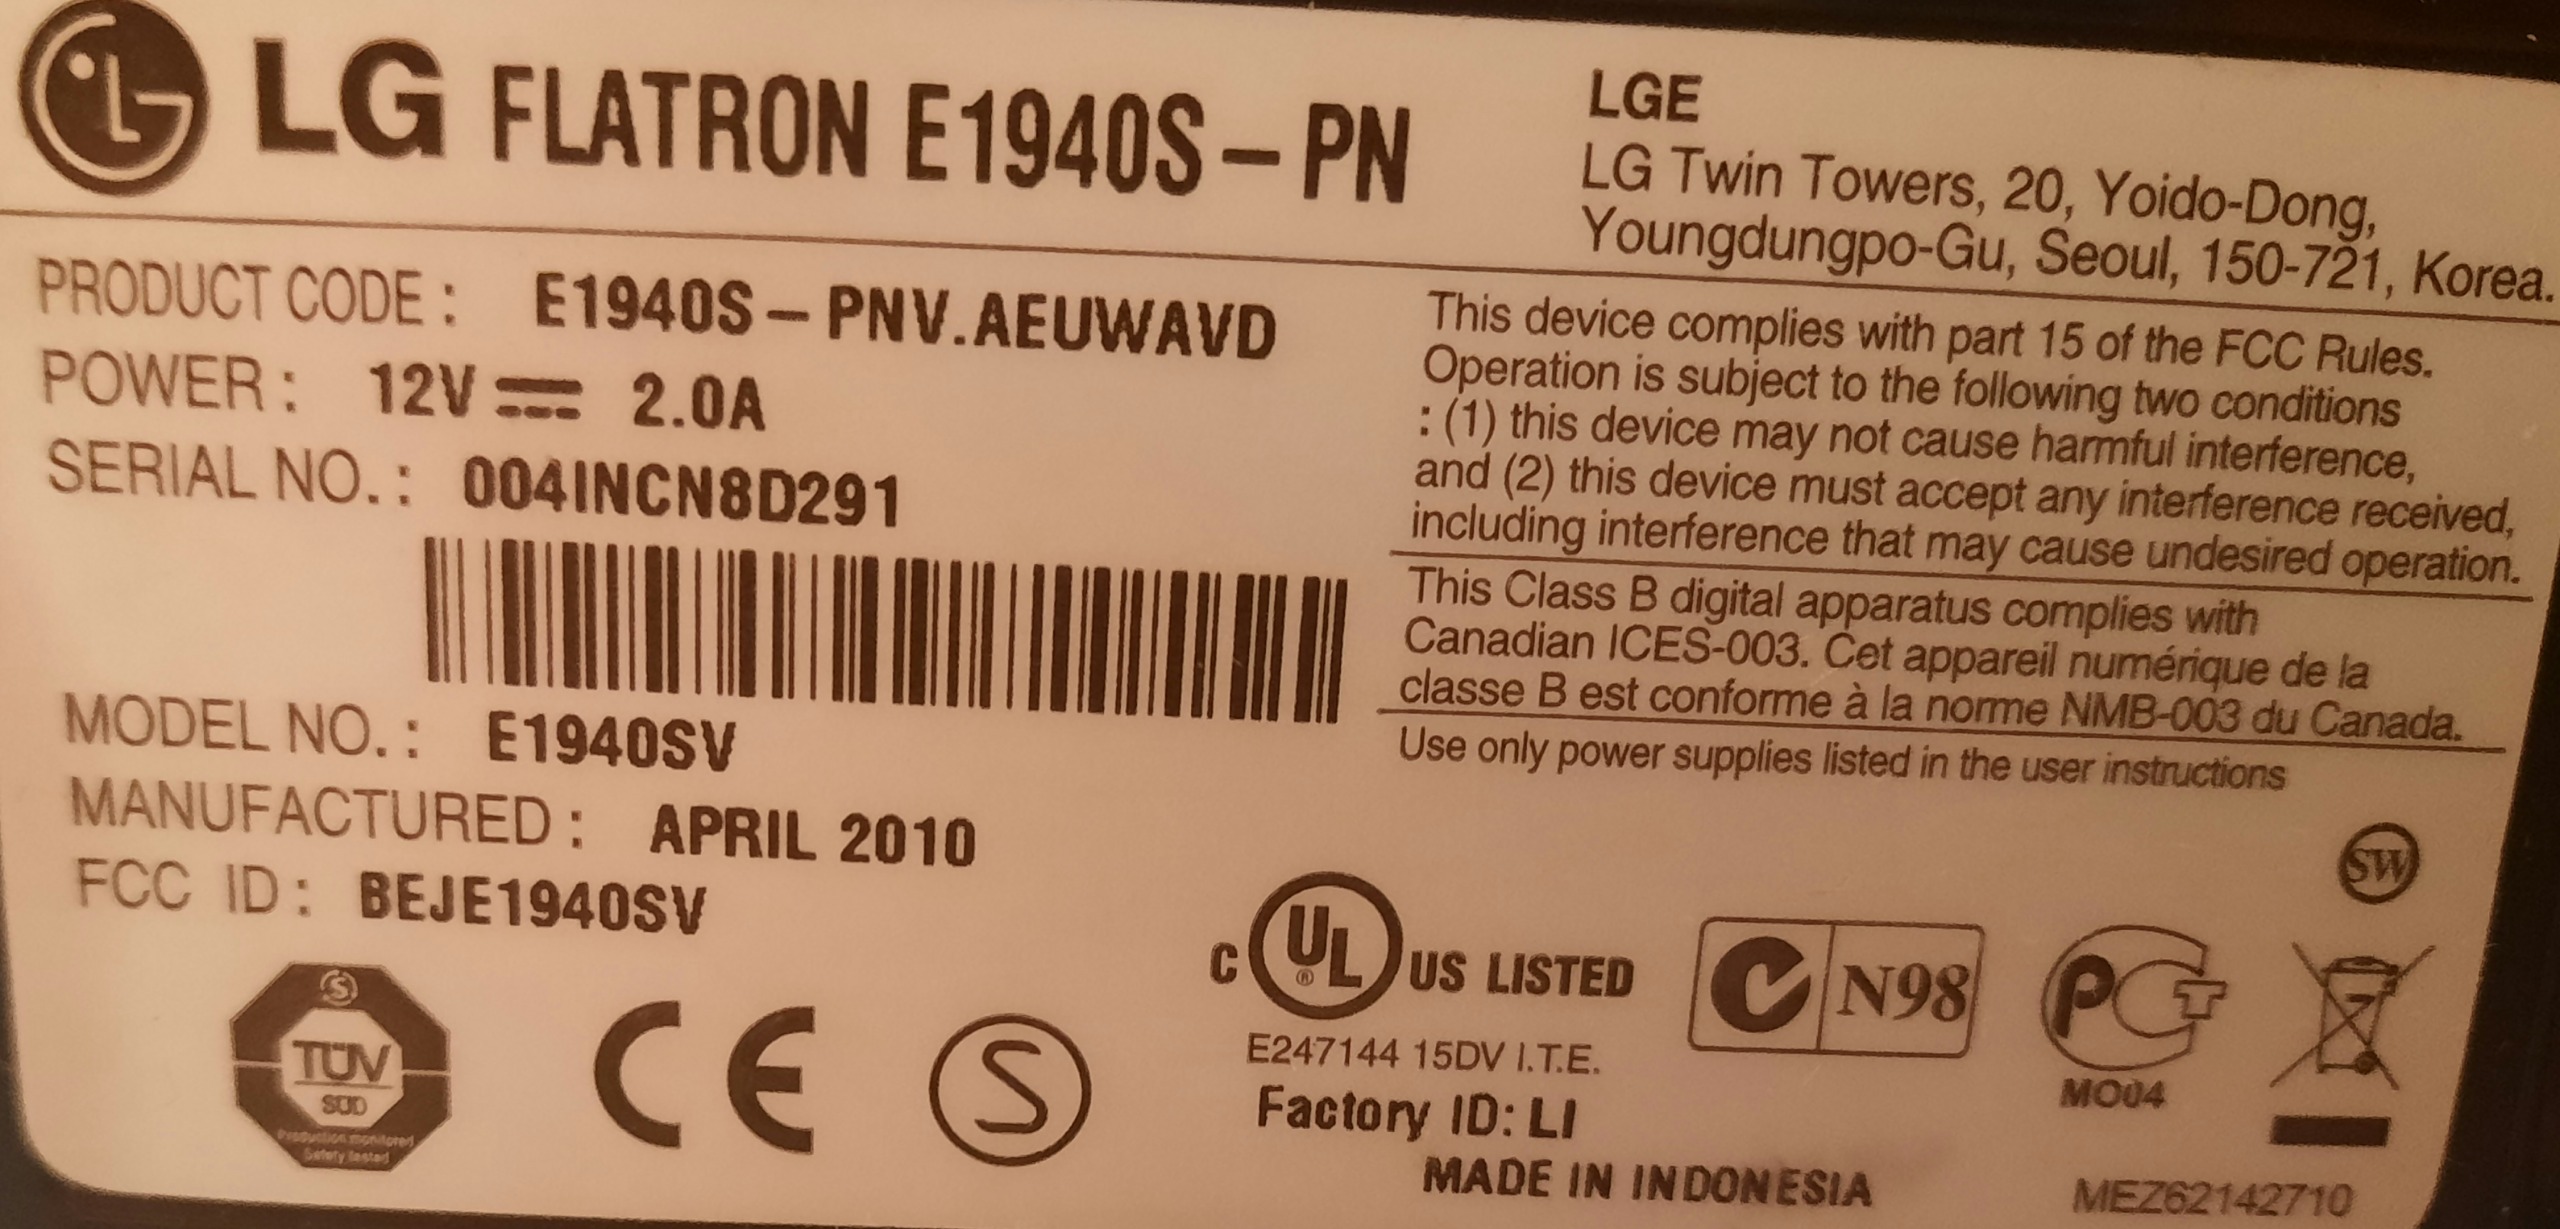 LG FLATRON E1940S-PN
LGE
LG Twin Towers, 20, Yoido-Dong,
Youngdungpo-Gu, Seoul, 150-721, Korea.
PRODUCT CODE : E1940S-PNV.AEUWAVD
POWER : 12V 2.0A
SERIAL NO. : 004INCN8D291
MODEL NO. : E1940SV
MANUFACTURED : APRIL 2010
FCC ID : BEJE1940SV
This device complies with part 15 of the FCC Rules.
Operation is subject to the following two conditions
: (1) this device may not cause harmful interference,
and (2) this device must accept any interference received,
including interference that may cause undesired operation.
This Class B digital apparatus complies with
Canadian ICES-003. Cet appareil numérique de la
classe B est conforme à la norme NMB-003 du Canada.
Use only power supplies listed in the user instructions
SW
S
TÜV
SÜD
Production monitored
Safety tested
CE
S
C UL ® US LISTED
E247144 15DV I.T.E.
Factory ID: LI
MADE IN INDONESIA
N98
PCT
MO04
MEZ62142710